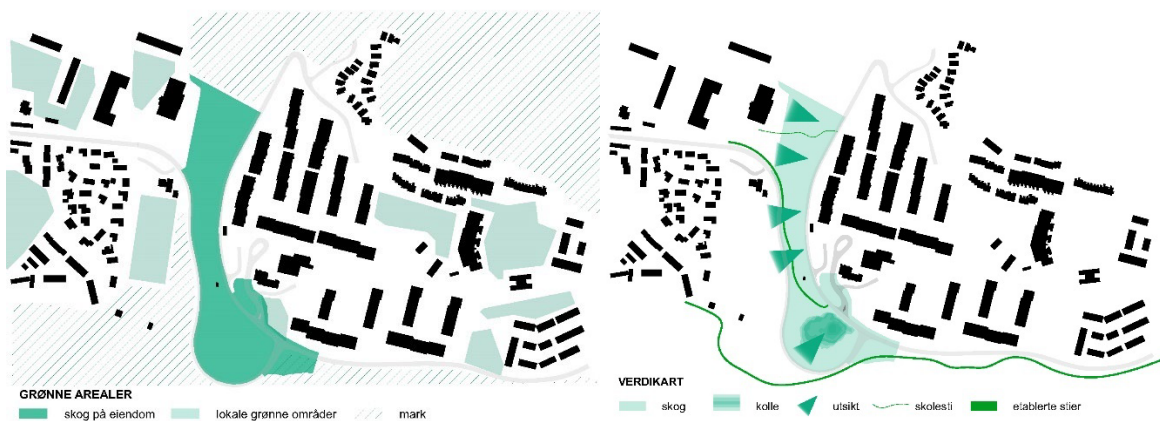 GRØNNE AREALER
skog på eiendom lokale grønne områder mark
VERDIKART
skog kolle utsikt skolesti etablerte stier